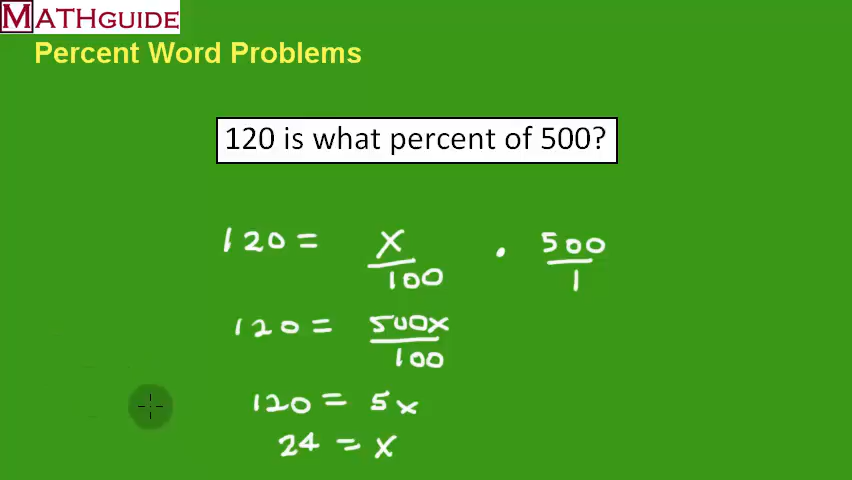 MATHGUIDE
Percent Word Problems
120 is what percent of 500?
120 = x/100 · 500/1
120 = 500x/100
120 = 5x
24 = x